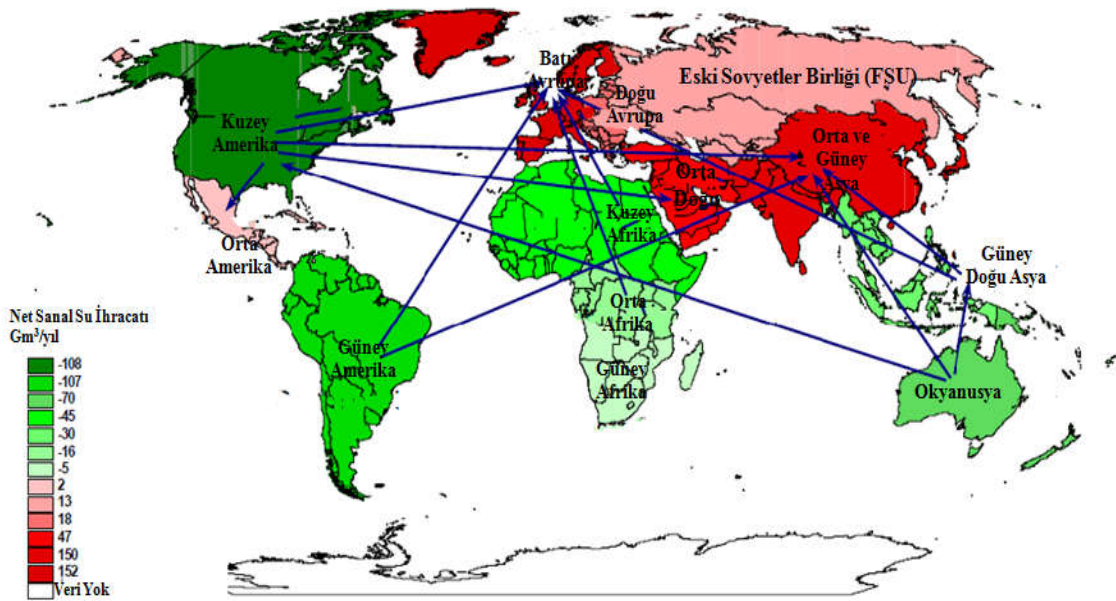 Batı
Avrupa
Doğu
Avrupa
Eski Sovyetler Birliği (FSU)
Kuzey
Amerika
Orta ve
Güney
Asya
Orta
Doğu
Kuzey
Afrika
Orta
Amerika
Güney
Doğu Asya
Orta
Afrika
Güney
Amerika
Güney
Afrika
Okyanusya
Net Sanal Su İhracatı
Gm³/yıl
-108
-107
-70
-45
-30
-16
-5
2
13
18
47
150
152
Veri Yok